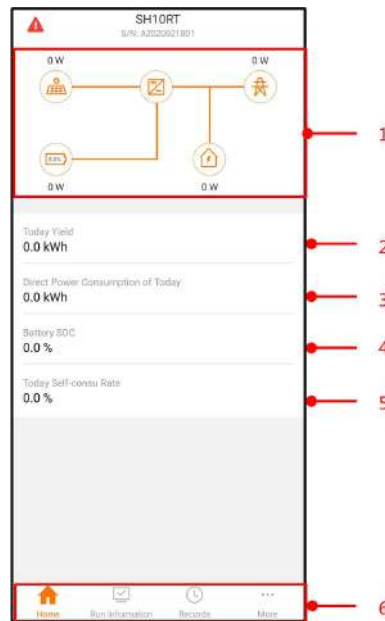 SH10RT
S/N: A2020021801
0 W
0 W
0.0%
0 W
0 W
1
Today Yield
0.0 kWh
2
Direct Power Consumption of Today
0.0 kWh
3
Battery SOC
0.0 %
4
Today Self-consu Rate
0.0 %
5
Home
Run Information
Records
More
6